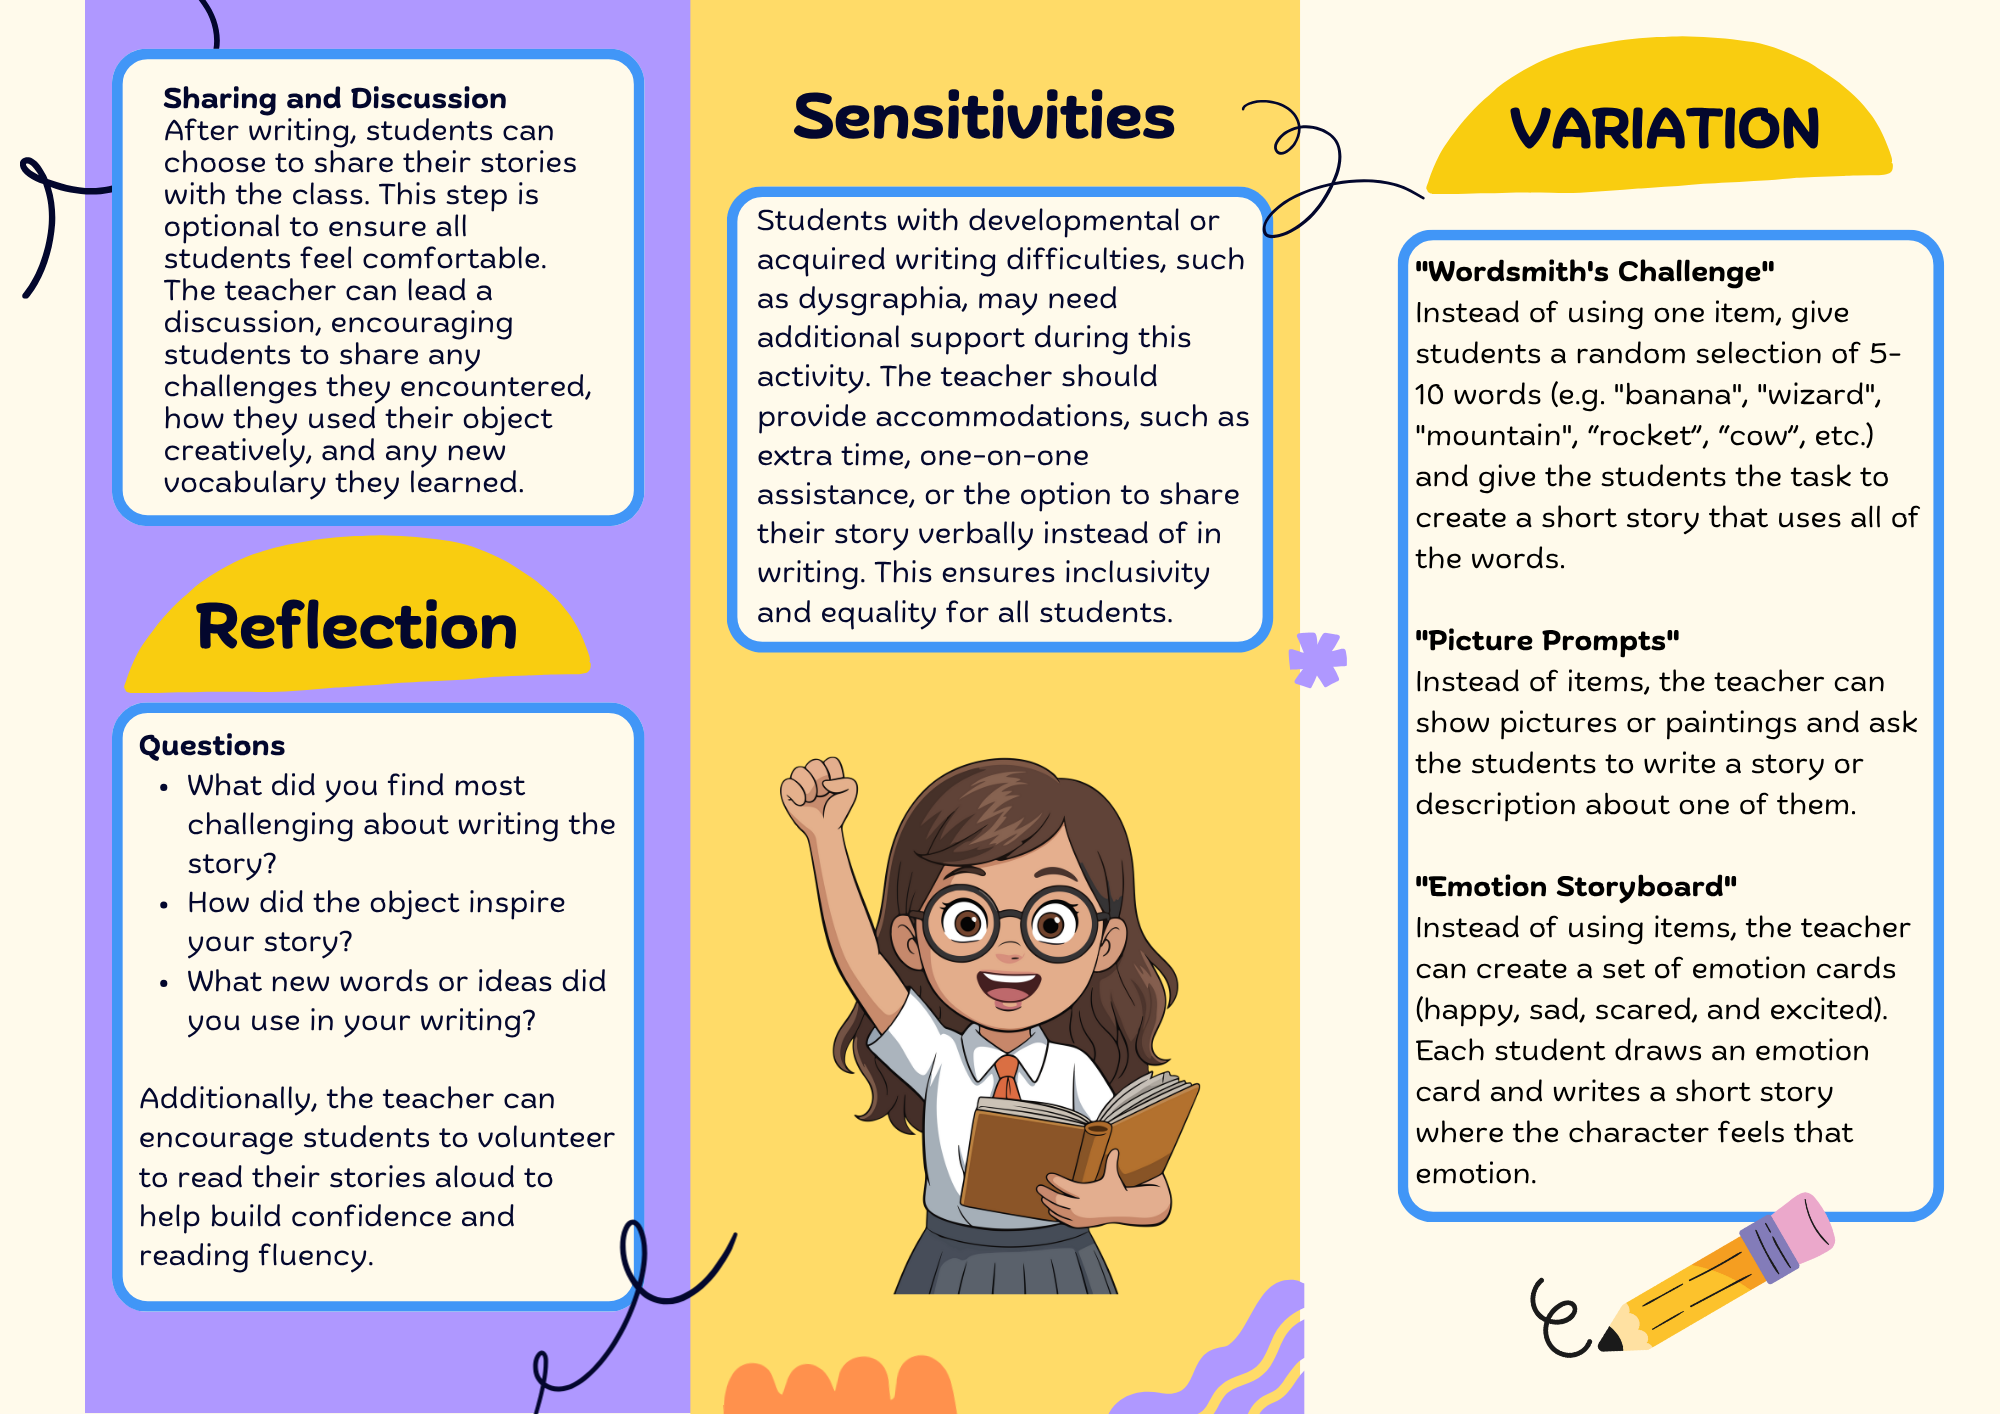 Sharing and Discussion
After writing, students can
choose to share their stories
with the class. This step is
optional to ensure all
students feel comfortable.
The teacher can lead a
discussion, encouraging
students to share any
challenges they encountered,
how they used their object
creatively, and any new
vocabulary they learned.
Reflection
Questions
• What did you find most
challenging about writing the
story?
• How did the object inspire
your story?
• What new words or ideas did
you use in your writing?
Additionally, the teacher can
encourage students to volunteer
to read their stories aloud to
help build confidence and
reading fluency.
Sensitivities
Students with developmental or
acquired writing difficulties, such
as dysgraphia, may need
additional support during this
activity. The teacher should
provide accommodations, such as
extra time, one-on-one
assistance, or the option to share
their story verbally instead of in
writing. This ensures inclusivity
and equality for all students.
VARIATION
"Wordsmith's Challenge"
Instead of using one item, give
students a random selection of 5-
10 words (e.g. "banana", "wizard",
"mountain", “rocket”, “cow”, etc.)
and give the students the task to
create a short story that uses all of
the words.
"Picture Prompts"
Instead of items, the teacher can
show pictures or paintings and ask
the students to write a story or
description about one of them.
"Emotion Storyboard"
Instead of using items, the teacher
can create a set of emotion cards
(happy, sad, scared, and excited).
Each student draws an emotion
card and writes a short story
where the character feels that
emotion.